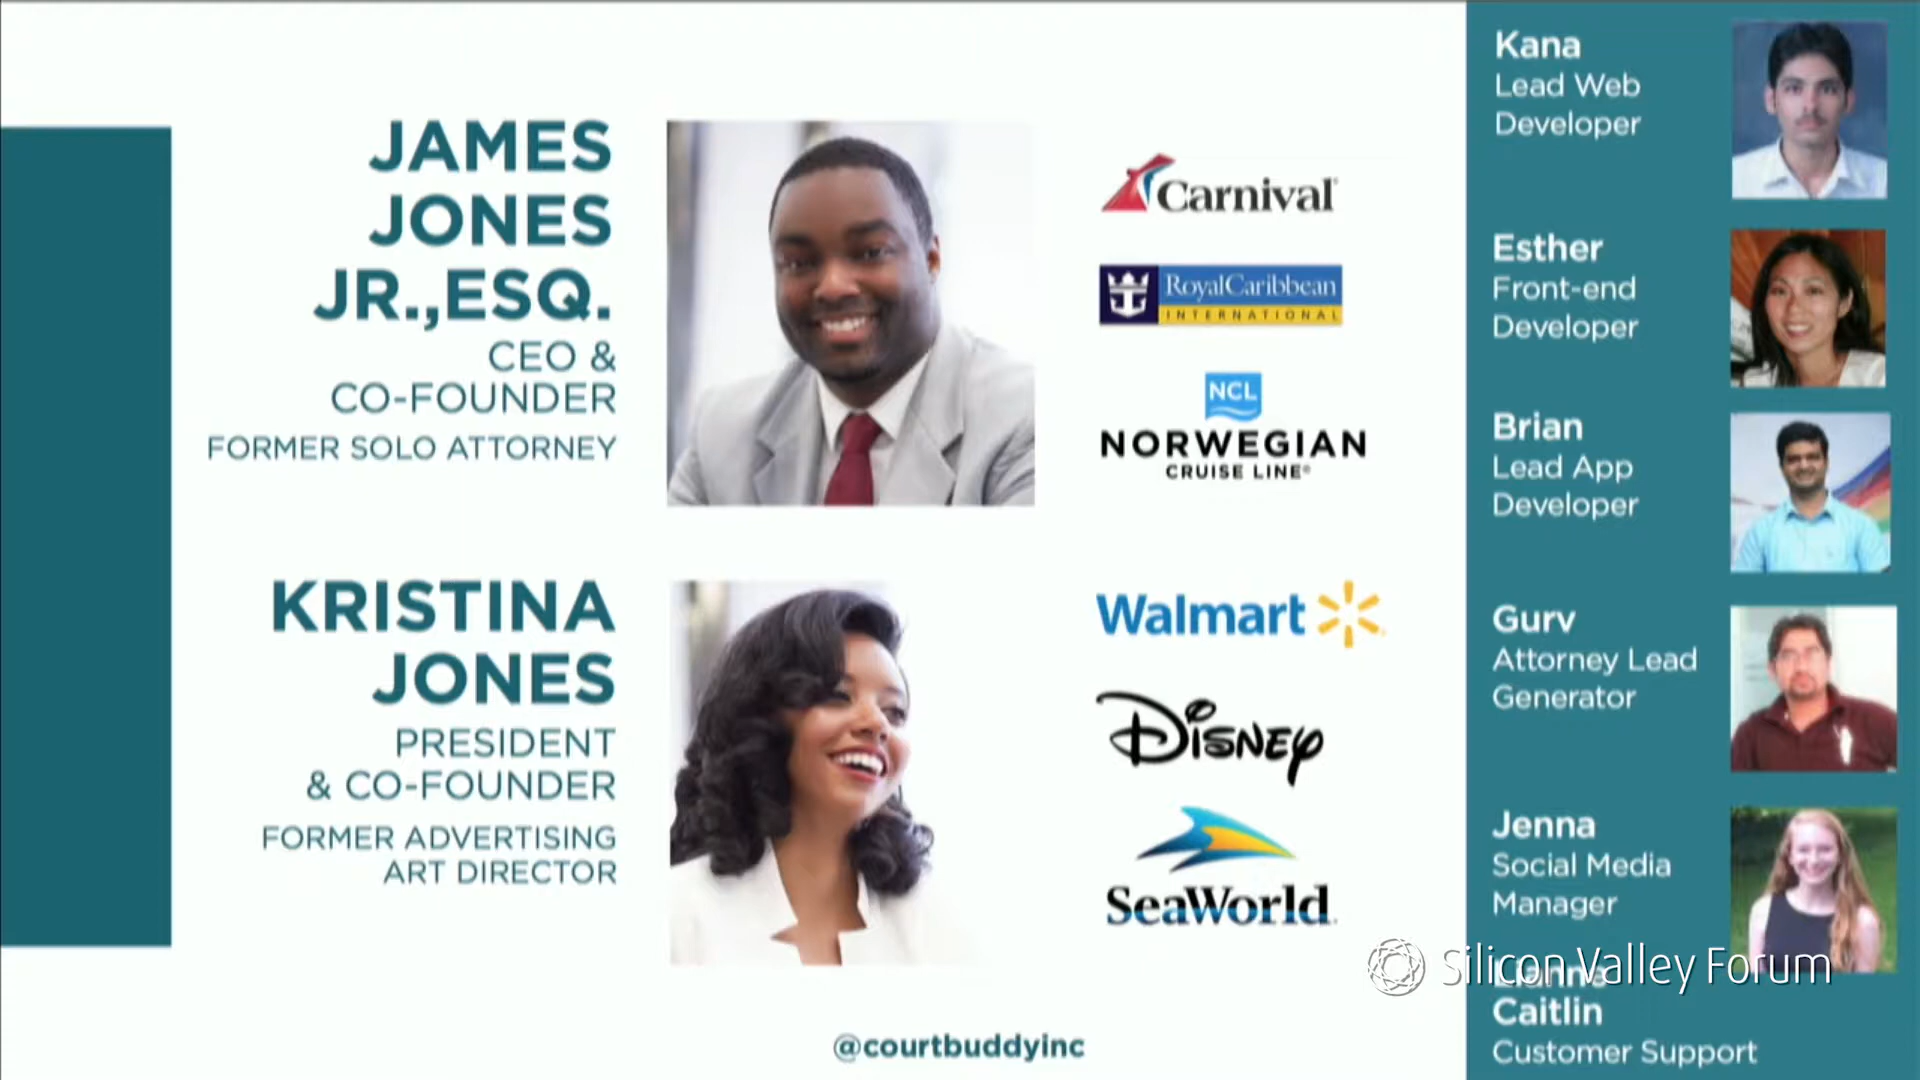 JAMES
JONES
JR.,ESQ.
CEO &
CO-FOUNDER
FORMER SOLO ATTORNEY
Carnival
RoyalCaribbean
INTERNATIONAL
NCL
NORWEGIAN
CRUISE LINE®
KRISTINA
JONES
PRESIDENT
& CO-FOUNDER
FORMER ADVERTISING
ART DIRECTOR
Walmart
Disney
SeaWorld
@courtbuddyinc
Kana
Lead Web
Developer
Esther
Front-end
Developer
Brian
Lead App
Developer
Gurv
Attorney Lead
Generator
Jenna
Social Media
Manager
Silicon Valley Forum
Caitlin
Customer Support